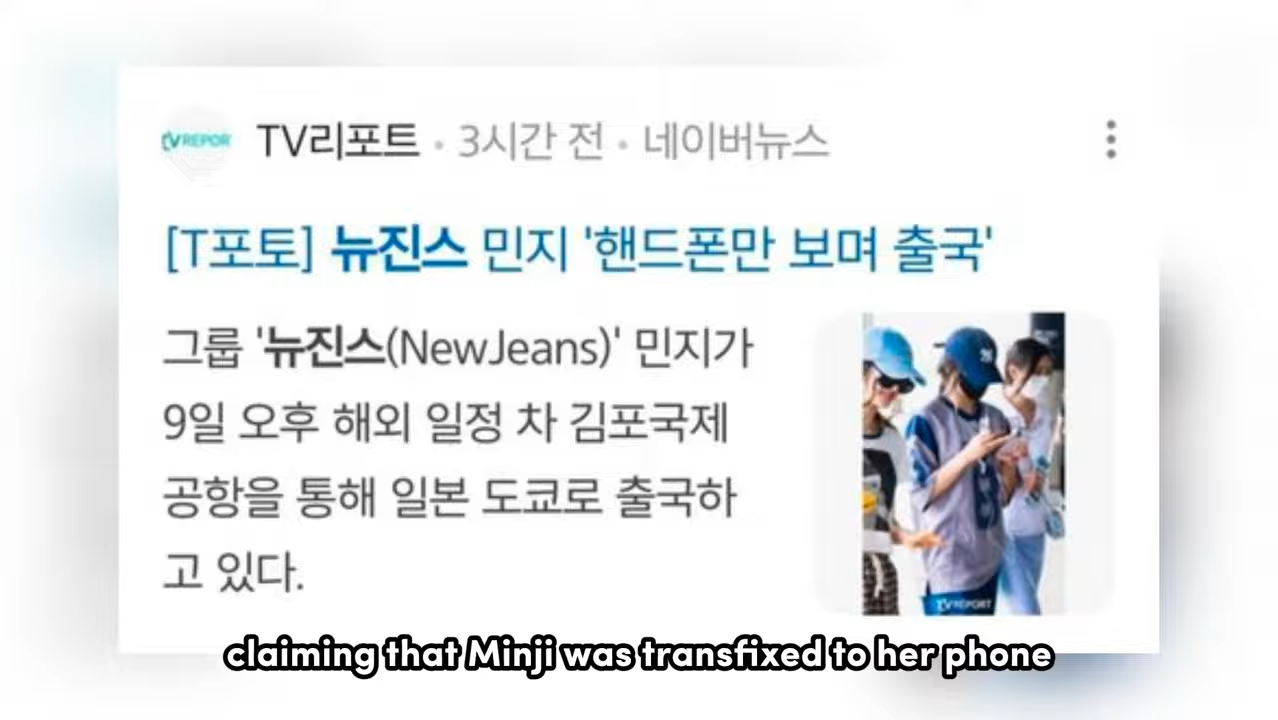 TV REPOR
TV리포트 · 3시간 전 · 네이버뉴스
[T포토] 뉴진스 민지 '핸드폰만 보며 출국'
그룹 '뉴진스(NewJeans)' 민지가
9일 오후 해외 일정 차 김포국제
공항을 통해 일본 도쿄로 출국하
고 있다.
TV REPORT
claiming that Minji was transfixed to her phone